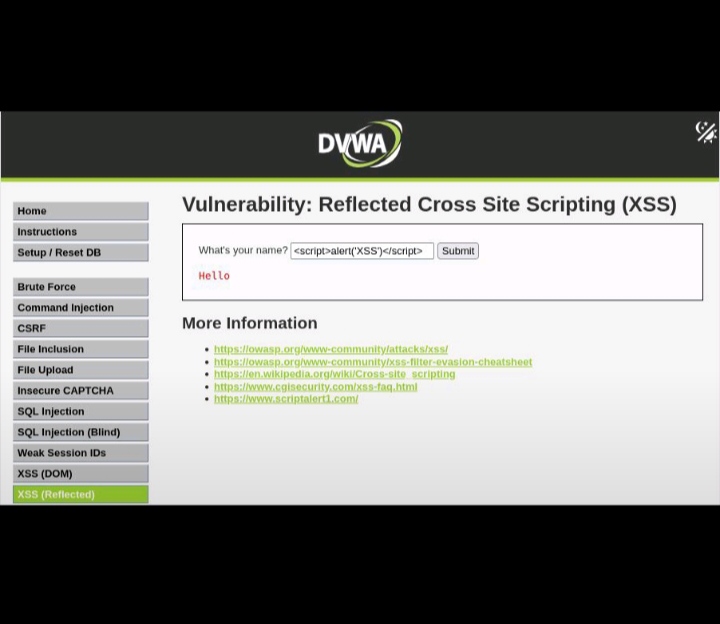 DVWA
Home
Instructions
Setup / Reset DB
Brute Force
Command Injection
CSRF
File Inclusion
File Upload
Insecure CAPTCHA
SQL Injection
SQL Injection (Blind)
Weak Session IDs
XSS (DOM)
XSS (Reflected)
Vulnerability: Reflected Cross Site Scripting (XSS)
What's your name? <script>alert('XSS')</script> Submit
Hello
More Information
https://owasp.org/www-community/attacks/xss/
https://owasp.org/www-community/xss-filter-evasion-cheatsheet
https://en.wikipedia.org/wiki/Cross-site_scripting
https://www.cgisecurity.com/xss-faq.html
https://www.scriptalert1.com/